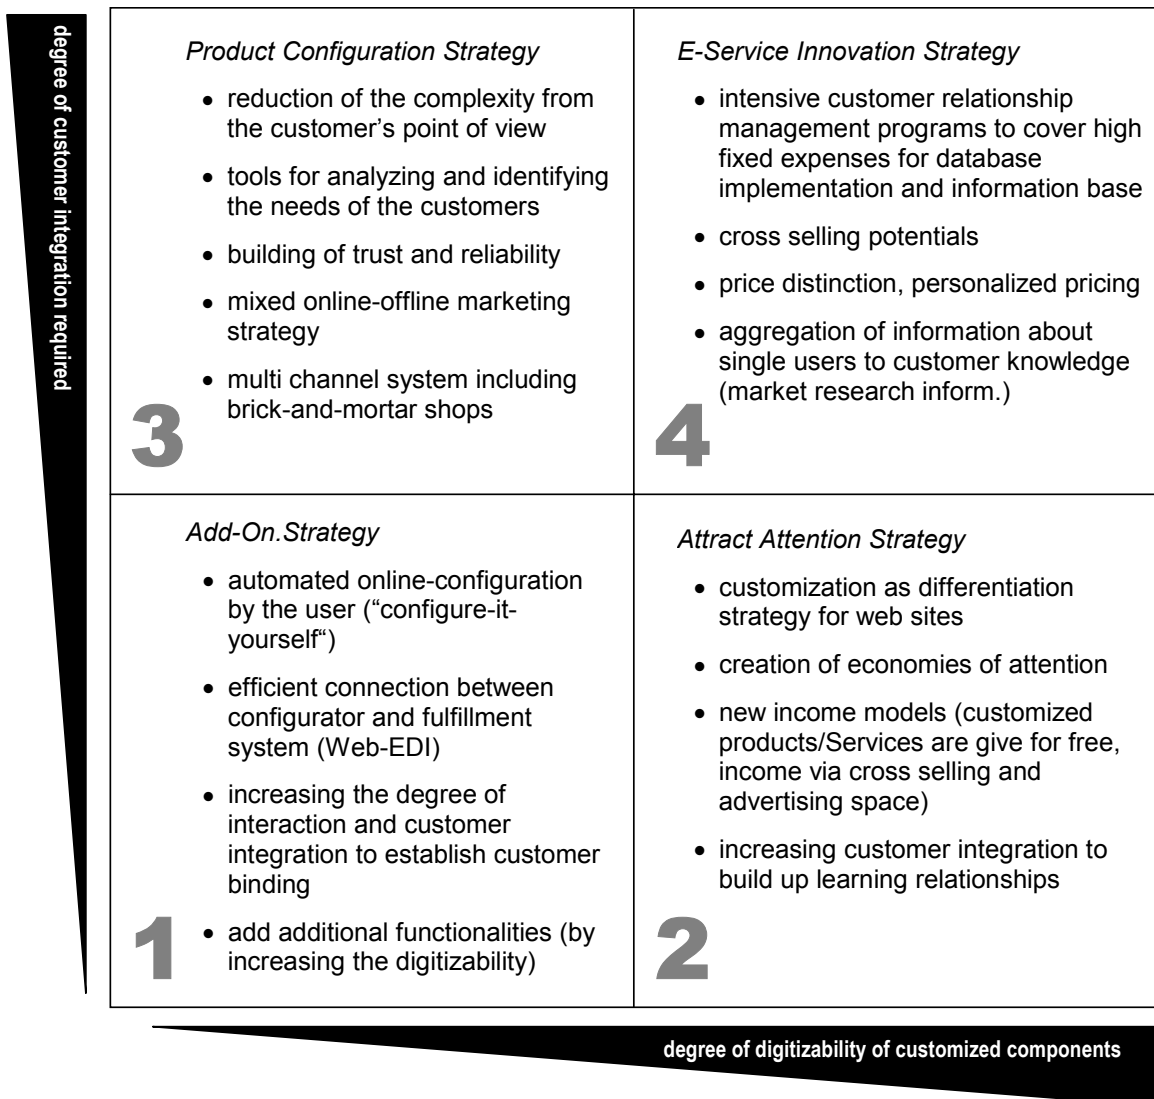 degree of customer integration required
Product Configuration Strategy
• reduction of the complexity from
the customer’s point of view
• tools for analyzing and identifying
the needs of the customers
• building of trust and reliability
• mixed online-offline marketing
strategy
• multi channel system including
brick-and-mortar shops
3
E-Service Innovation Strategy
• intensive customer relationship
management programs to cover high
fixed expenses for database
implementation and information base
• cross selling potentials
• price distinction, personalized pricing
• aggregation of information about
single users to customer knowledge
(market research inform.)
4
Add-On.Strategy
• automated online-configuration
by the user (“configure-it-
yourself“)
• efficient connection between
configurator and fulfillment
system (Web-EDI)
• increasing the degree of
interaction and customer
integration to establish customer
binding
• add additional functionalities (by
increasing the digitizability)
1
Attract Attention Strategy
• customization as differentiation
strategy for web sites
• creation of economies of attention
• new income models (customized
products/Services are give for free,
income via cross selling and
advertising space)
• increasing customer integration to
build up learning relationships
2
degree of digitizability of customized components